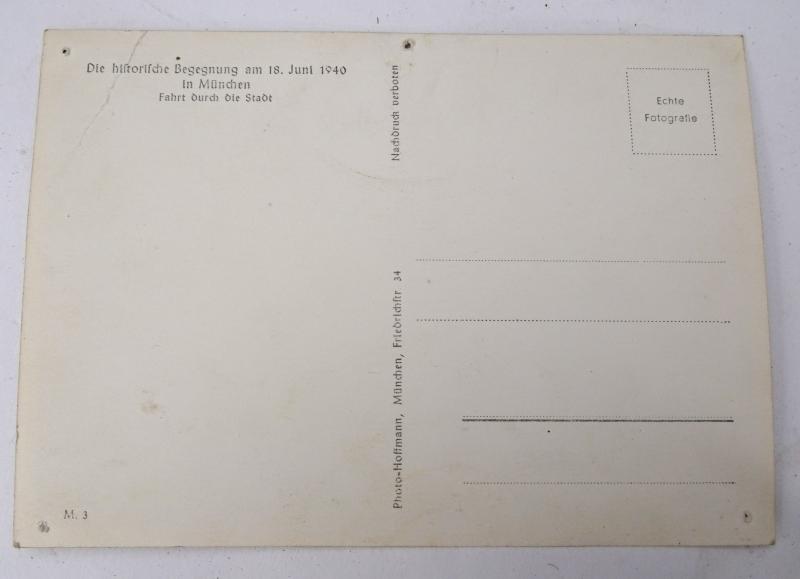 Die historische Begegnung am 18. Juni 1940
in München
Fahrt durch die Stadt
Nachdruck verboten
Echte
Fotografie
Photo-Hoffmann, München, Friedrichstr 34
M. 3